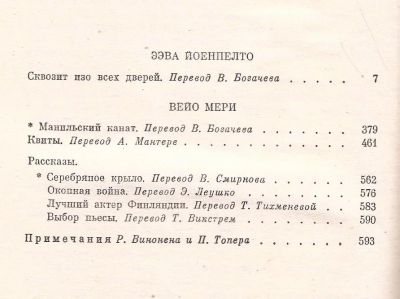 ЭЭВА ЙОЕНПЕЛТО
Сквозит изо всех дверей. Перевод В. Богачева . . . . . 7
ВЕЙО МЕРИ
* Манильский канат. Перевод В. Богачева . . . . . . . 379
Квиты. Перевод А. Мантере . . . . . . . . . . . 461
Рассказы.
* Серебряное крыло. Перевод В. Смирнова . . . . . 562
Окопная война. Перевод Э. Леушко . . . . . . . 576
Лучший актер Финляндии. Перевод Т. Тихменевой . . 583
Выбор пьесы. Перевод Т. Викстрем . . . . . . . 590
Примечания Р. Винонена и П. Топера . . . . . . . 593